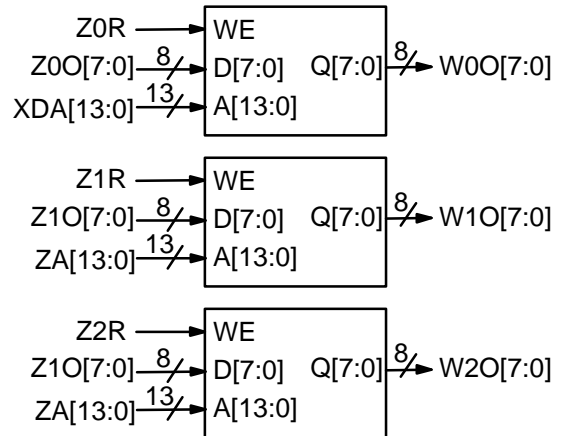 Z0R WE
Z0O[7:0] 8 D[7:0] Q[7:0] 8 W0O[7:0]
XDA[13:0] 13 A[13:0]
Z1R WE
Z1O[7:0] 8 D[7:0] Q[7:0] 8 W1O[7:0]
ZA[13:0] 13 A[13:0]
Z2R WE
Z1O[7:0] 8 D[7:0] Q[7:0] 8 W2O[7:0]
ZA[13:0] 13 A[13:0]